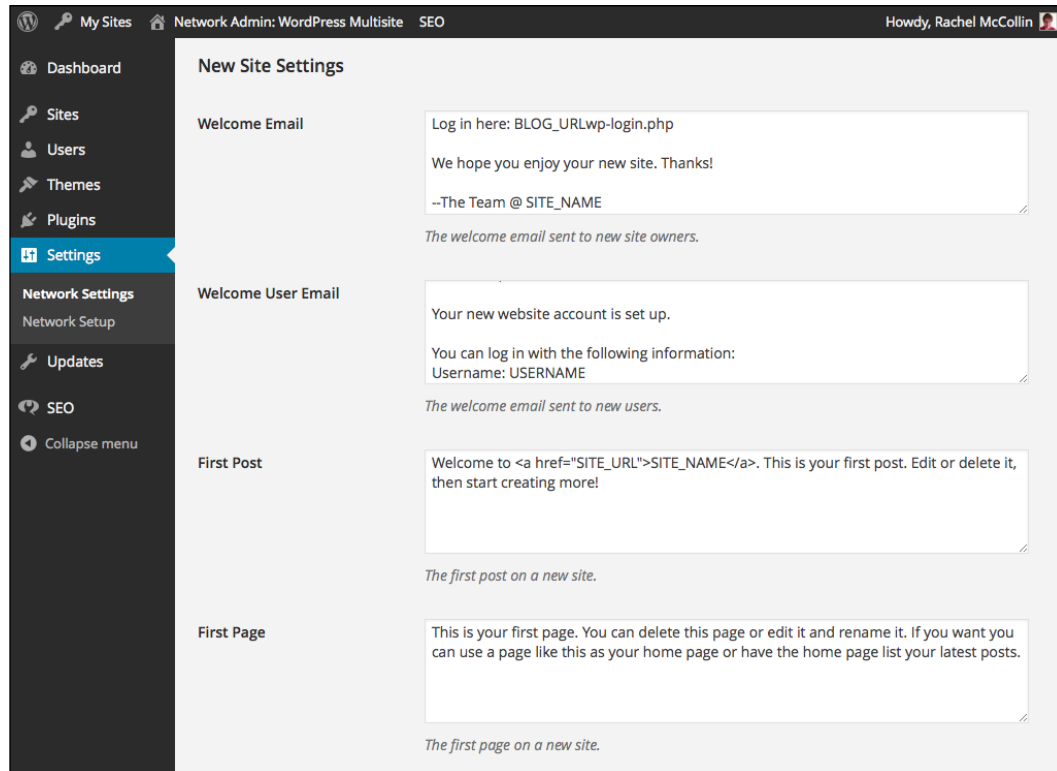 My Sites Network Admin: WordPress Multisite SEO Howdy, Rachel McCollin
Dashboard
Sites
Users
Themes
Plugins
Settings
Network Settings
Network Setup
Updates
SEO
Collapse menu
New Site Settings
Welcome Email
Log in here: BLOG_URLwp-login.php
We hope you enjoy your new site. Thanks!
--The Team @ SITE_NAME
The welcome email sent to new site owners.
Welcome User Email
Your new website account is set up.
You can log in with the following information:
Username: USERNAME
The welcome email sent to new users.
First Post
Welcome to <a href="SITE_URL">SITE_NAME</a>. This is your first post. Edit or delete it,
then start creating more!
The first post on a new site.
First Page
This is your first page. You can delete this page or edit it and rename it. If you want you
can use a page like this as your home page or have the home page list your latest posts.
The first page on a new site.